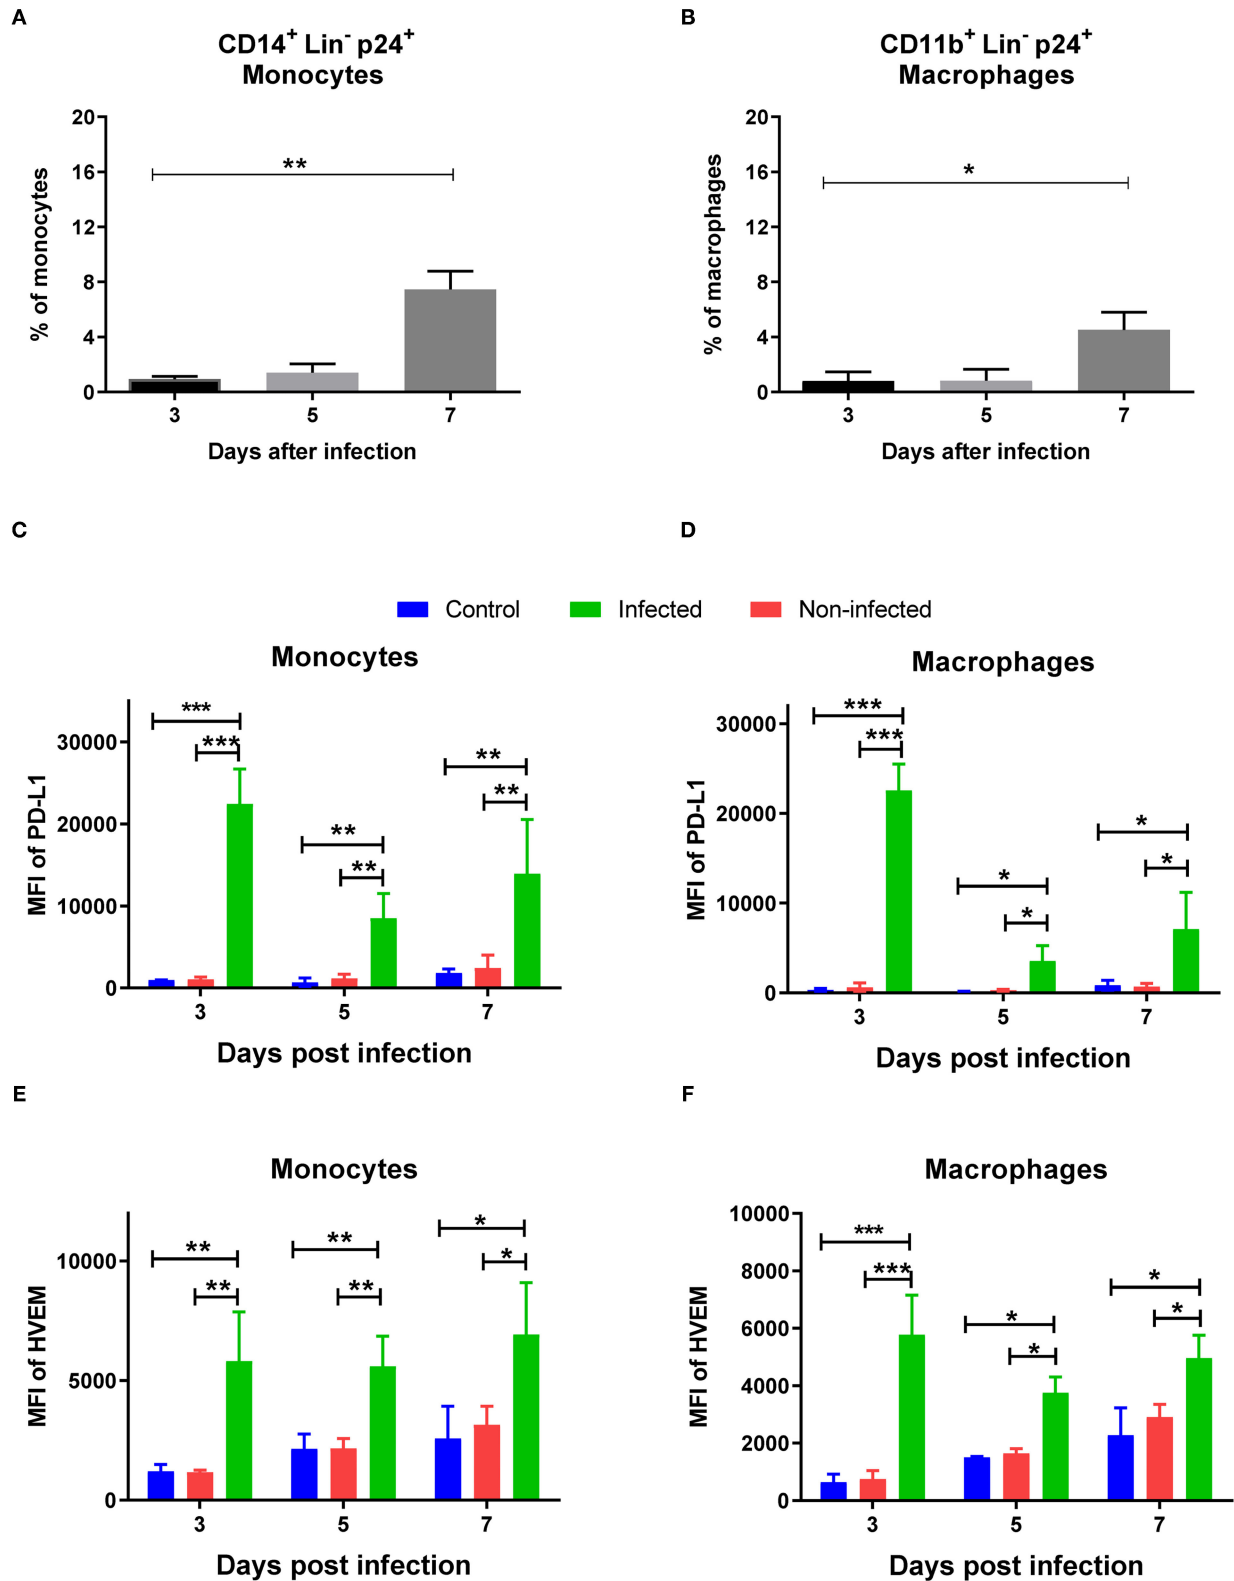 A
CD14+ Lin- p24+
Monocytes
% of monocytes
20
16
12
8
4
0
**
3 5 7
Days after infection
B
CD11b+ Lin- p24+
Macrophages
% of macrophages
20
16
12
8
4
0
*
3 5 7
Days after infection
C
D
Control Infected Non-infected
Monocytes
MFI of PD-L1
30000
20000
10000
0
***
***
**
**
**
**
3 5 7
Days post infection
Macrophages
MFI of PD-L1
30000
20000
10000
0
***
***
*
*
*
*
3 5 7
Days post infection
E
Monocytes
MFI of HVEM
10000
5000
0
**
**
**
**
*
*
3 5 7
Days post infection
F
Macrophages
MFI of HVEM
10000
8000
6000
4000
2000
0
***
***
*
*
*
*
3 5 7
Days post infection